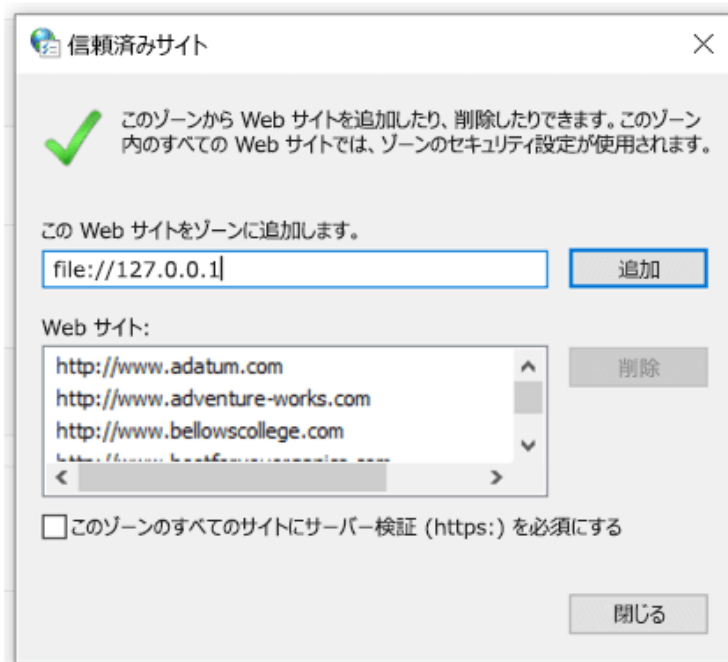 信頼済みサイト
このゾーンから Web サイトを追加したり、削除したりできます。このゾーン
内のすべての Web サイトでは、ゾーンのセキュリティ設定が使用されます。
この Web サイトをゾーンに追加します。
file://127.0.0.1
追加
Web サイト:
http://www.adatum.com
削除
http://www.adventure-works.com
http://www.bellowscollege.com
このゾーンのすべてのサイトにサーバー検証 (https:) を必須にする
閉じる